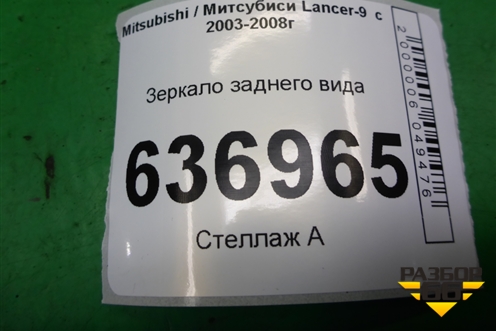 Mitsubishi / Митсубиси Lancer-9 с
2003-2008г
Зеркало заднего вида
636965
Стеллаж А
2000006049476
РАЗБОР